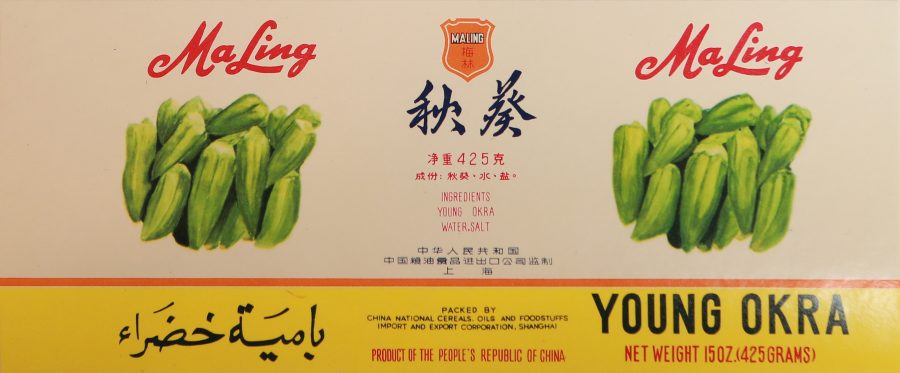 MaLing
MALING
梅
林
MaLing
秋葵
净重425克
成份：秋葵、水、盐。
INGREDIENTS
YOUNG OKRA
WATER,SALT
中华人民共和国
中国粮油食品进出口公司监制
上海
بامية خضَراء
PACKED BY
CHINA NATIONAL CEREALS, OILS AND FOODSTUFFS
IMPORT AND EXPORT CORPORATION, SHANGHAI
PRODUCT OF THE PEOPLE'S REPUBLIC OF CHINA
YOUNG OKRA
NET WEIGHT 15OZ.(425GRAMS)